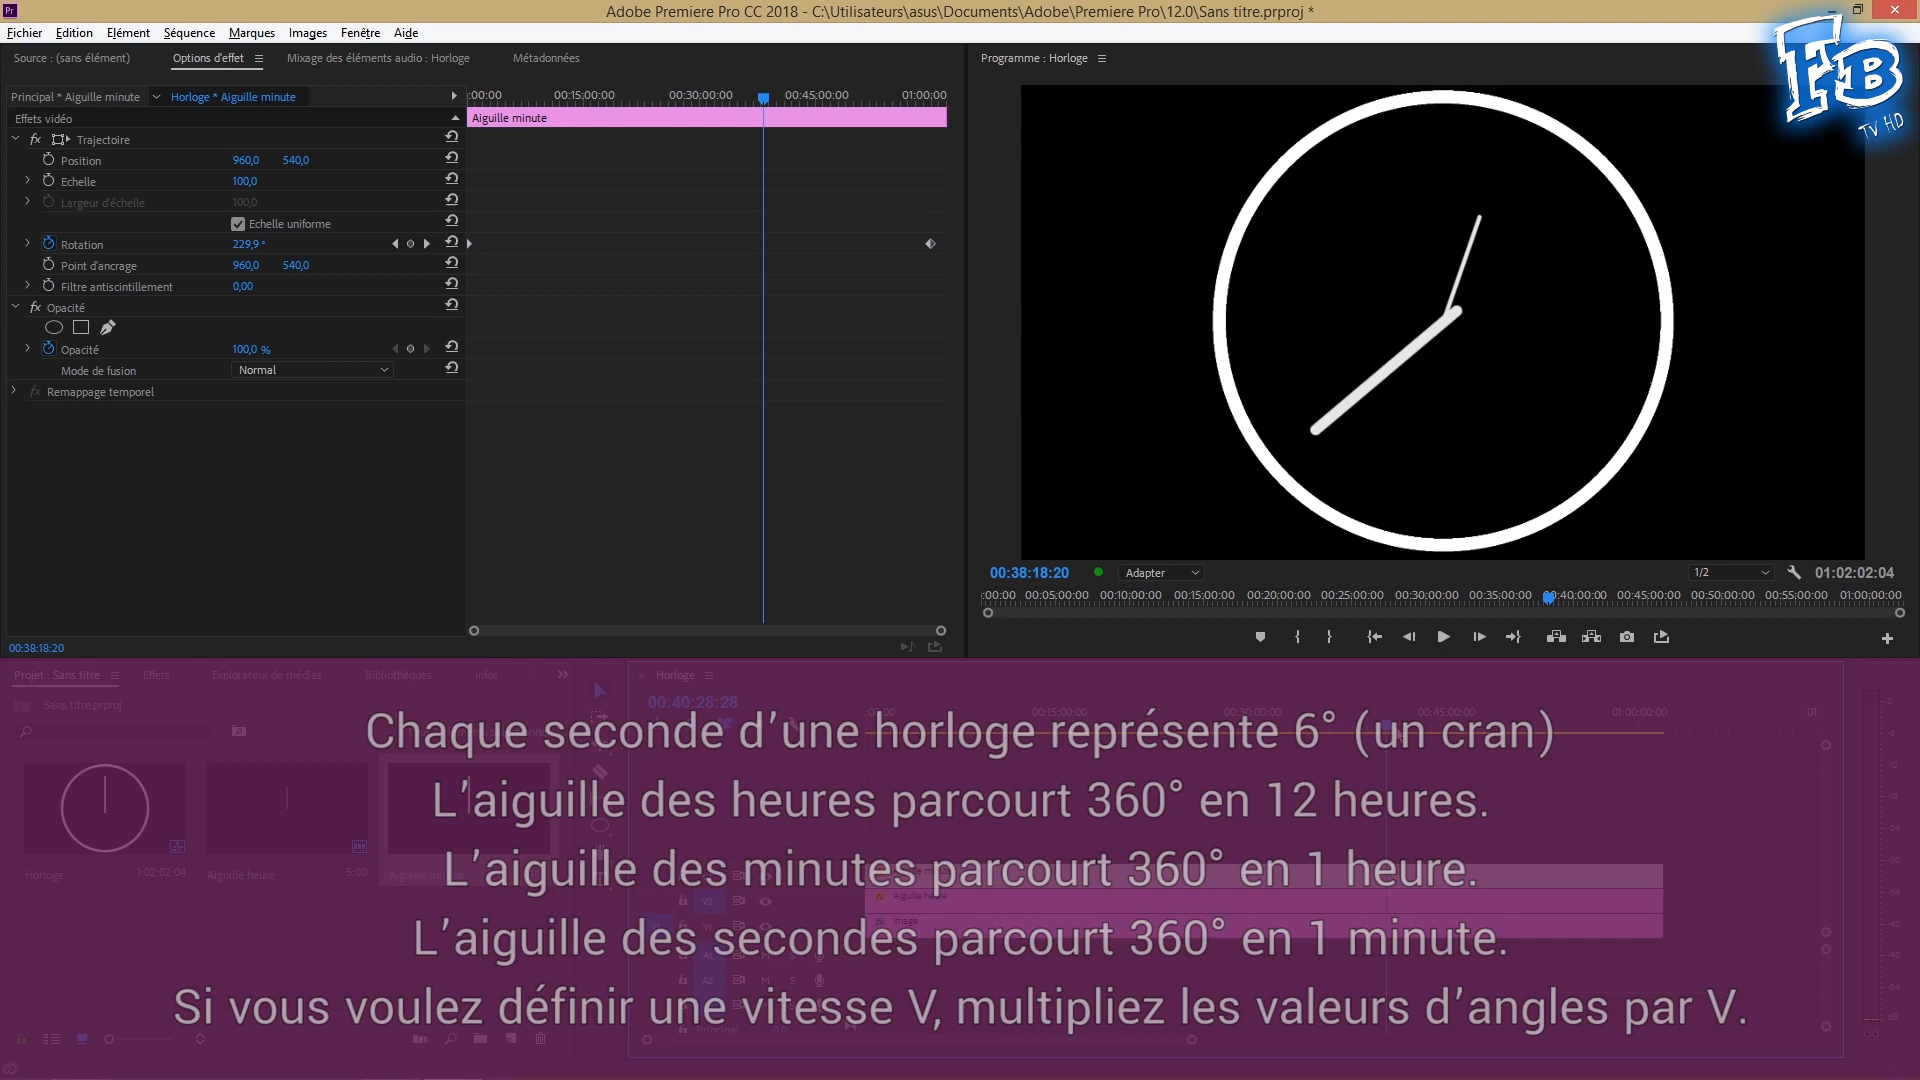 Adobe Premiere Pro CC 2018 - C:\Utilisateurs\asus\Documents\Adobe\Premiere Pro\12.0\Sans titre.prproj *
Fichier Edition Elément Séquence Marques Images Fenêtre Aide
FB TV HD
Source : (sans élément) Options d'effet Mixage des éléments audio : Horloge Métadonnées
Programme : Horloge
Principal * Aiguille minute Horloge * Aiguille minute
:00:00 00:15:00:00 00:30:00:00 00:45:00:00 01:00:00
Effets vidéo
Aiguille minute
fx Trajectoire
Position 960,0 540,0
Echelle 100,0
Largeur d'échelle 100,0
Echelle uniforme
Rotation 229,9 °
Point d'ancrage 960,0 540,0
Filtre antiscintillement 0,00
fx Opacité
Opacité 100,0 %
Mode de fusion Normal
fx Remappage temporel
00:38:18:20 Adapter 1/2 01:02:02:04
:00:00 00:05:00:00 00:10:00:00 00:15:00:00 00:20:00:00 00:25:00:00 00:30:00:00 00:35:00:00 00:40:00:00 00:45:00:00 00:50:00:00 00:55:00:00 01:00:00:00
00:38:18:20
Projet : Sans titre Effets Explorateur de médias Bibliothèques Infos
Horloge
Sans titre.prproj
00:40:28:28
:00:00 00:15:00:00 00:30:00:00 00:45:00:00 01:00:00:00
Chaque seconde d'une horloge représente 6° (un cran)
L'aiguille des heures parcourt 360° en 12 heures.
L'aiguille des minutes parcourt 360° en 1 heure.
L'aiguille des secondes parcourt 360° en 1 minute.
Si vous voulez définir une vitesse V, multipliez les valeurs d'angles par V.
Horloge 1:02:02:04 Aiguille heure 5:00 Aiguille minute
V2 Aiguille heure
V1 Image
A1 M S
A2 M S
Principal 0,0